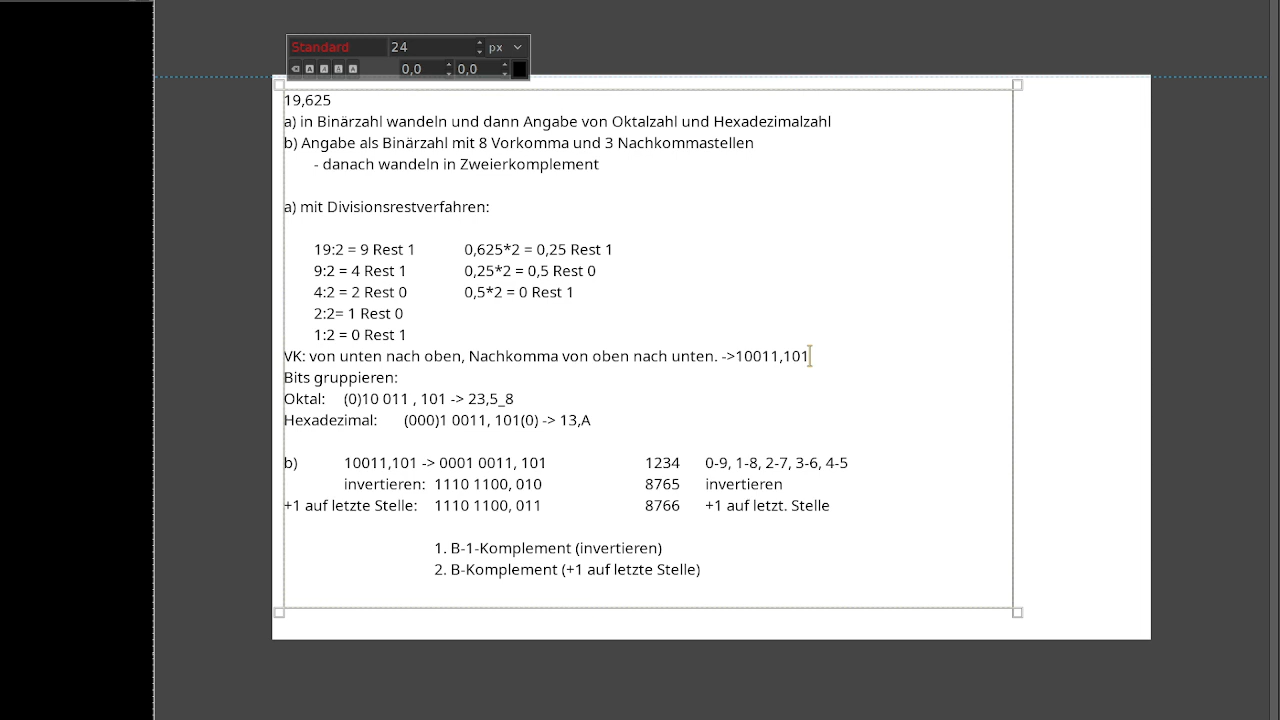 Standard 24 px
0,0 0,0
19,625
a) in Binärzahl wandeln und dann Angabe von Oktalzahl und Hexadezimalzahl
b) Angabe als Binärzahl mit 8 Vorkomma und 3 Nachkommastellen
- danach wandeln in Zweierkomplement
a) mit Divisionsrestverfahren:
19:2 = 9 Rest 1 0,625*2 = 0,25 Rest 1
9:2 = 4 Rest 1 0,25*2 = 0,5 Rest 0
4:2 = 2 Rest 0 0,5*2 = 0 Rest 1
2:2= 1 Rest 0
1:2 = 0 Rest 1
VK: von unten nach oben, Nachkomma von oben nach unten. ->10011,101
Bits gruppieren:
Oktal: (0)10 011 , 101 -> 23,5_8
Hexadezimal: (000)1 0011, 101(0) -> 13,A
b) 10011,101 -> 0001 0011, 101 1234 0-9, 1-8, 2-7, 3-6, 4-5
invertieren: 1110 1100, 010 8765 invertieren
+1 auf letzte Stelle: 1110 1100, 011 8766 +1 auf letzt. Stelle
1. B-1-Komplement (invertieren)
2. B-Komplement (+1 auf letzte Stelle)